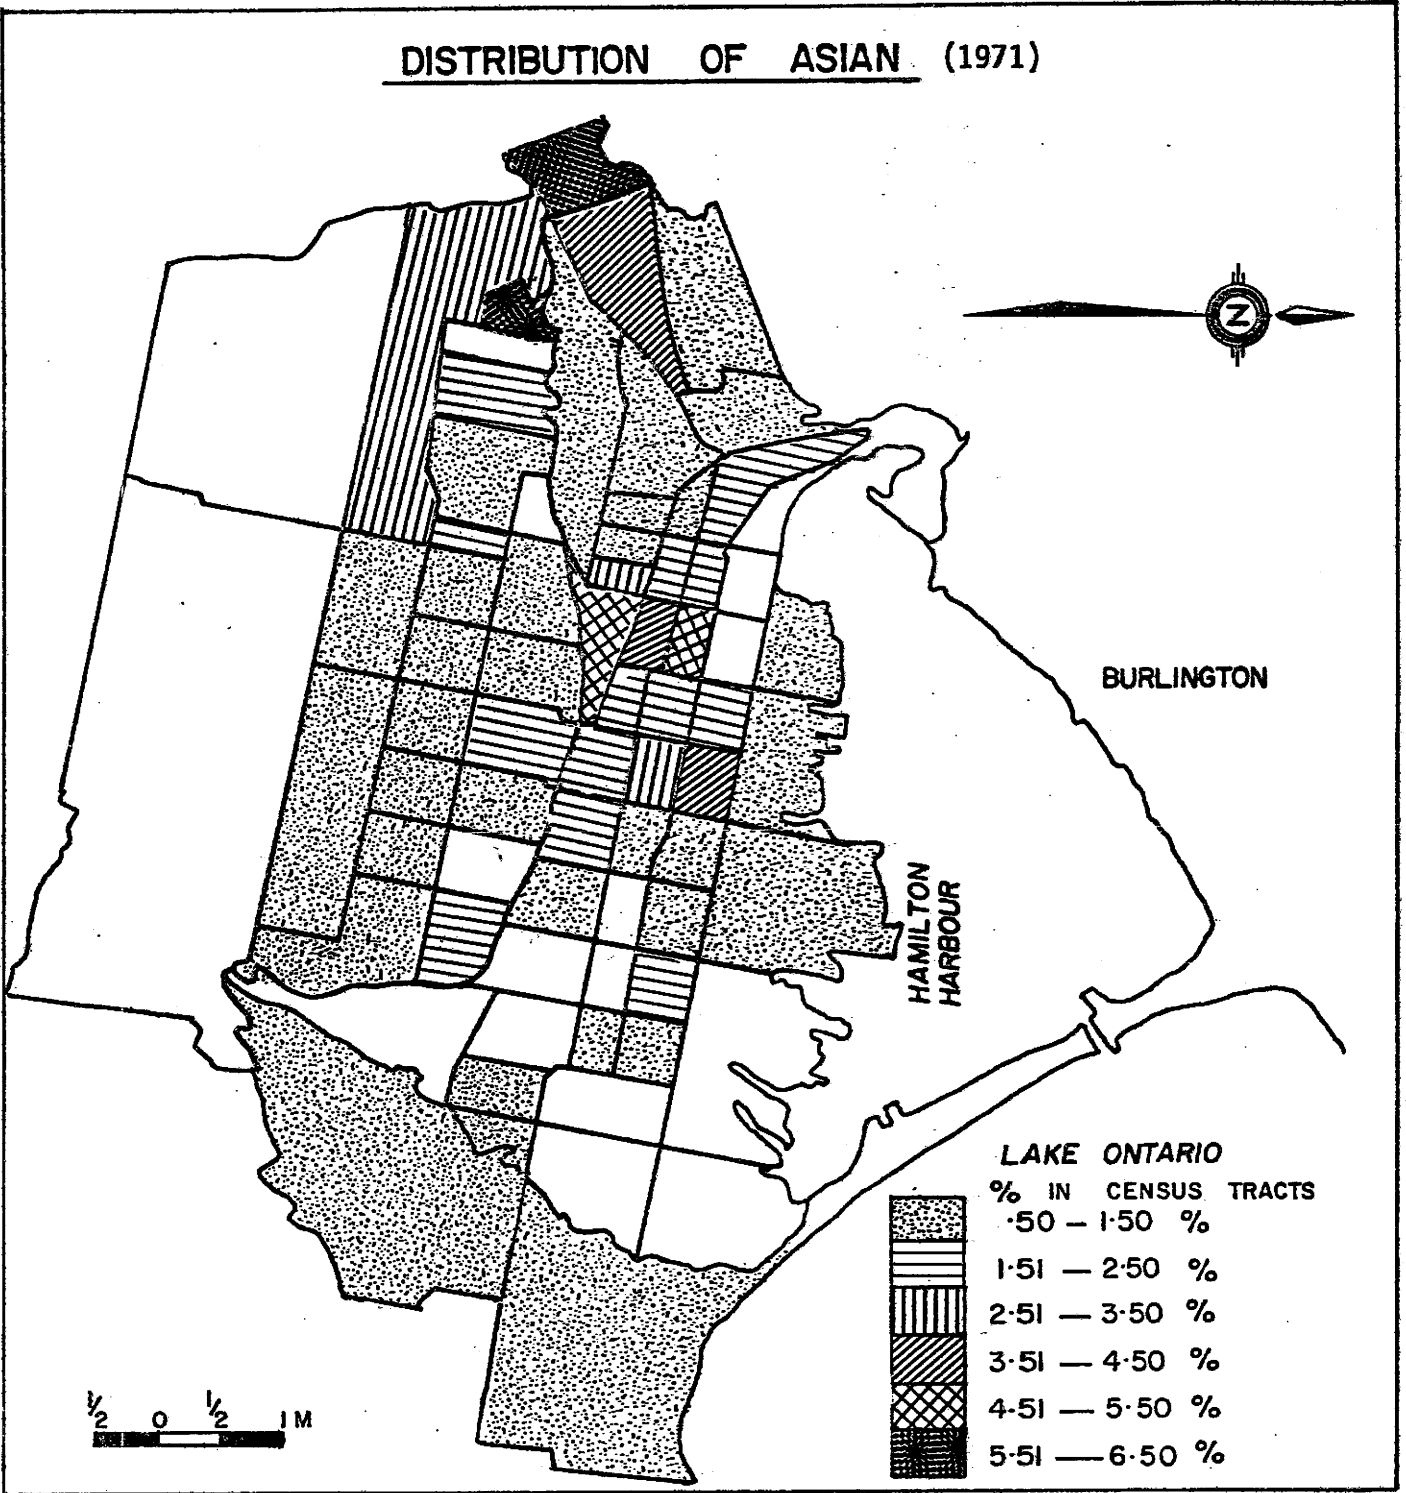 DISTRIBUTION OF ASIAN (1971)
N
BURLINGTON
HAMILTON
HARBOUR
LAKE ONTARIO
% IN CENSUS TRACTS
·50 — 1·50 %
1·51 — 2·50 %
2·51 — 3·50 %
3·51 — 4·50 %
4·51 — 5·50 %
5·51 — 6·50 %
1/2 0 1/2 1 M